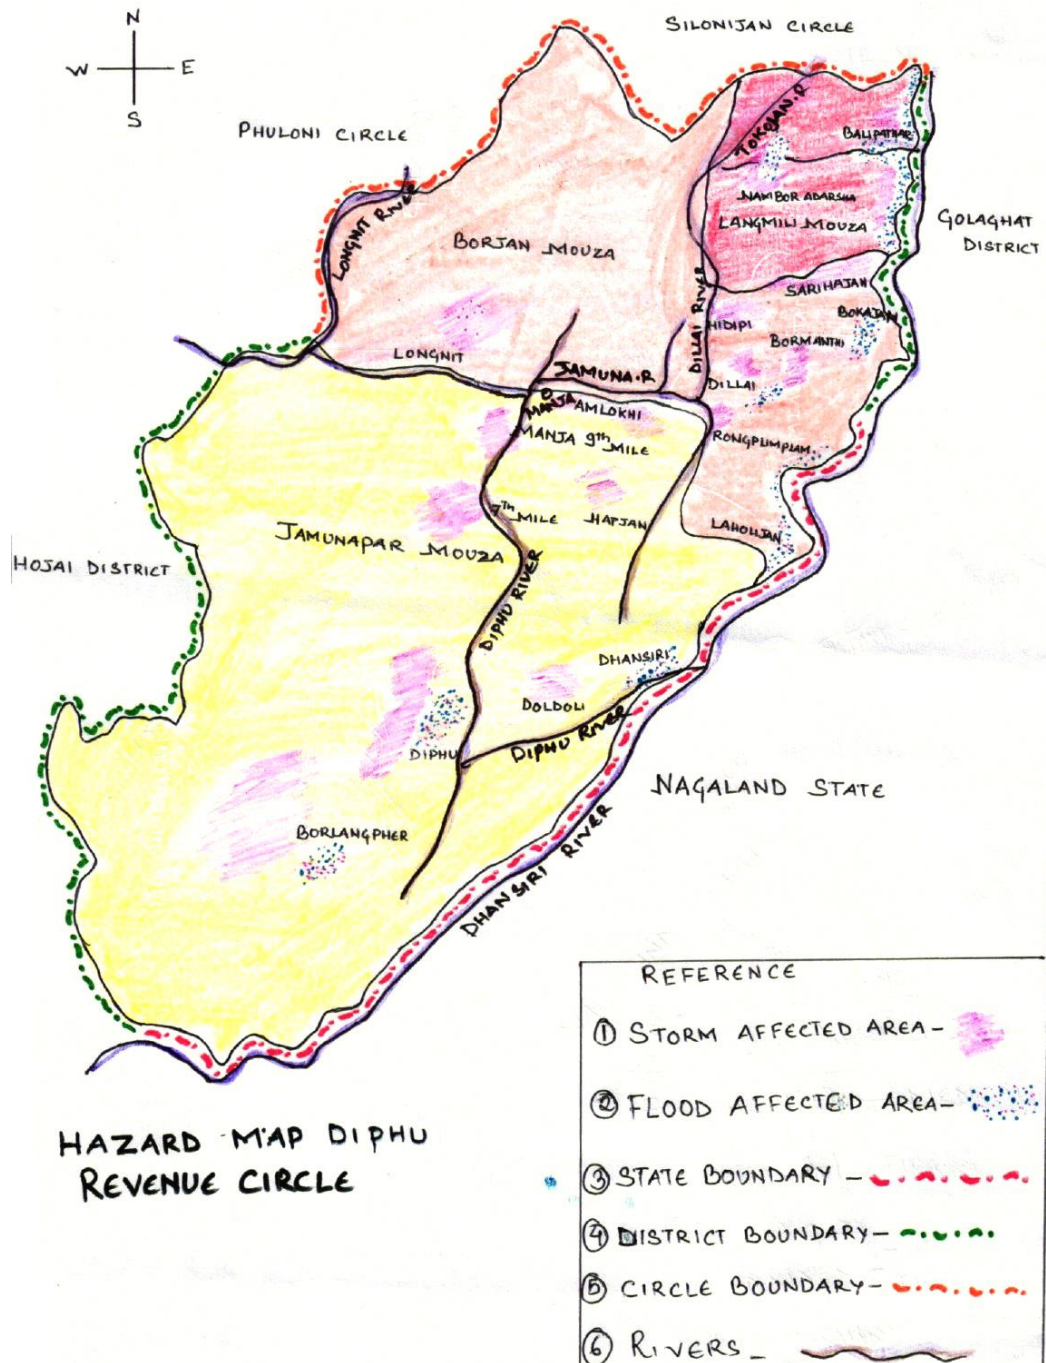 N
W E
S
SILONIJAN CIRCLE
PHULONI CIRCLE
TOKOJAN.R
BALIPATHAR
NAMBOR ADARSHA
LANGMILI MOUZA
GOLAGHAT
DISTRICT
LONGNIT RIVER
BORJAN MOUZA
SARIHAJAN
DILLAI RIVER
HIDIPI
BOKAJAN
BORMANTHI
LONGNIT
JAMUNA.R
DILLAI
MANJA
AMLOKHI
MANJA 9th MILE
RONGPLIMPLAM
7th MILE
HAPJAN
LAHOLIJAN
JAMUNAPAR MOUZA
HOJAI DISTRICT
DIPHU RIVER
DHANSIRI
DOLDOLI
DIPHU
DIPHU RIVER
NAGALAND STATE
BORLANGPHER
DHANSIRI RIVER
HAZARD MAP DIPHU
REVENUE CIRCLE
REFERENCE
① STORM AFFECTED AREA-
② FLOOD AFFECTED AREA-
③ STATE BOUNDARY -
④ DISTRICT BOUNDARY-
⑤ CIRCLE BOUNDARY-
⑥ RIVERS -